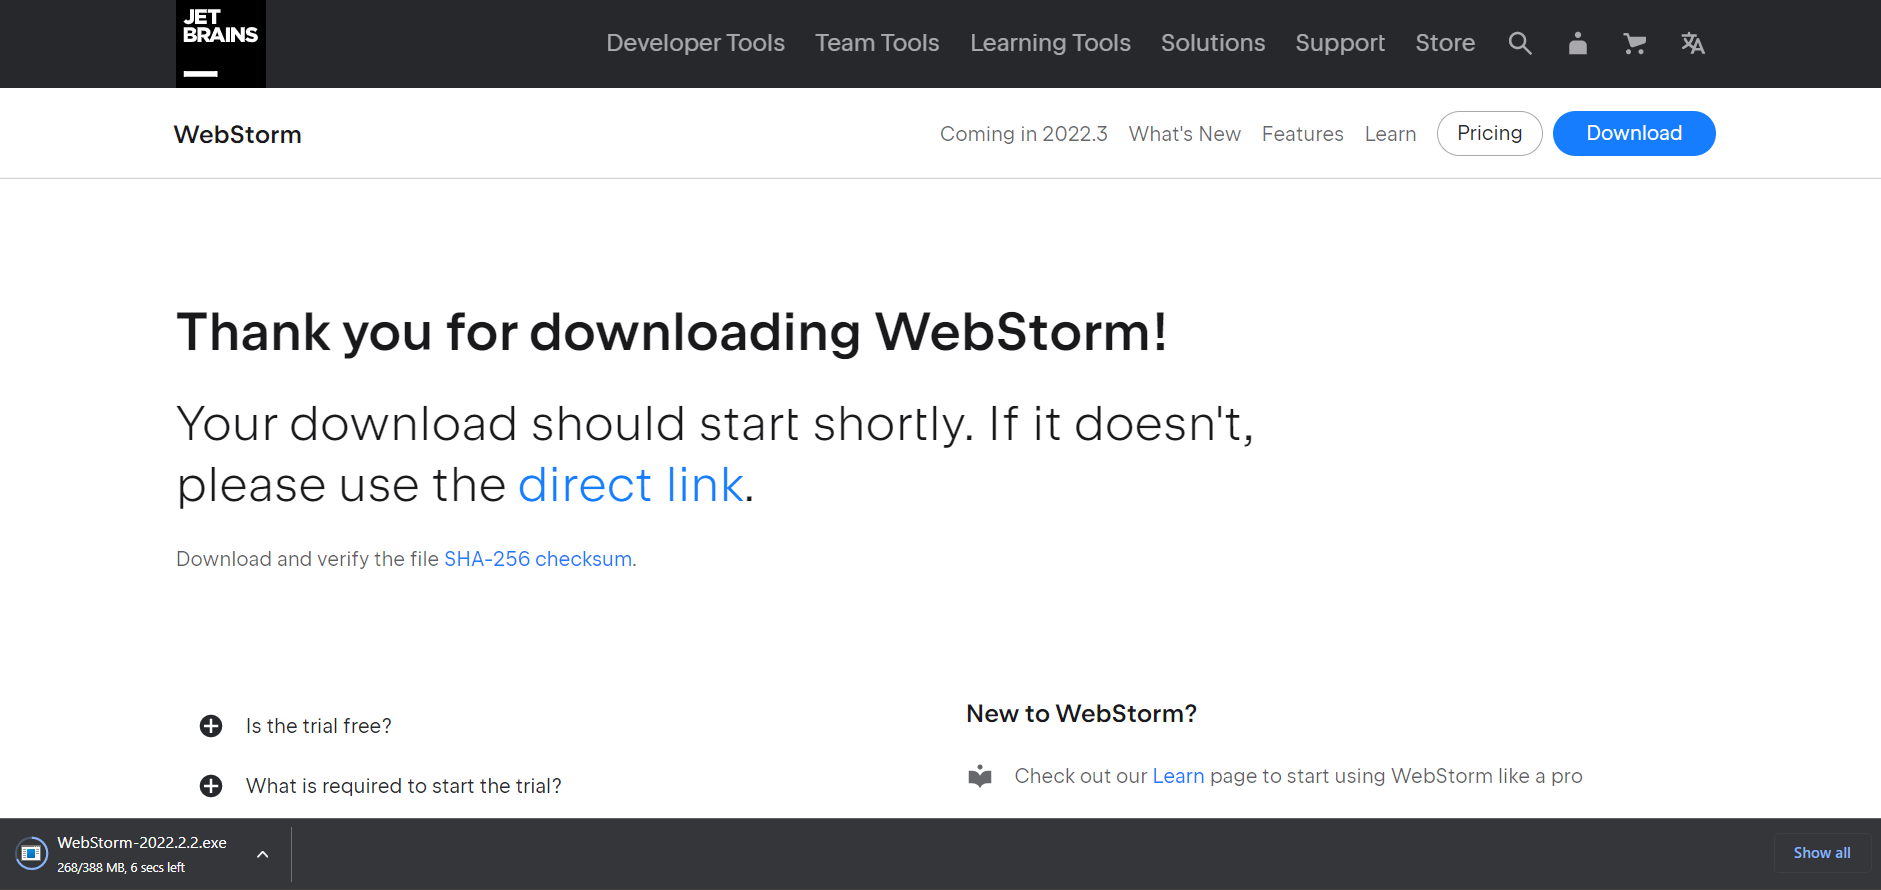 JET
BRAINS
Developer Tools Team Tools Learning Tools Solutions Support Store
WebStorm
Coming in 2022.3 What's New Features Learn Pricing Download
Thank you for downloading WebStorm!
Your download should start shortly. If it doesn't,
please use the direct link.
Download and verify the file SHA-256 checksum.
Is the trial free?
What is required to start the trial?
New to WebStorm?
Check out our Learn page to start using WebStorm like a pro
WebStorm-2022.2.2.exe
268/388 MB, 6 secs left
Show all